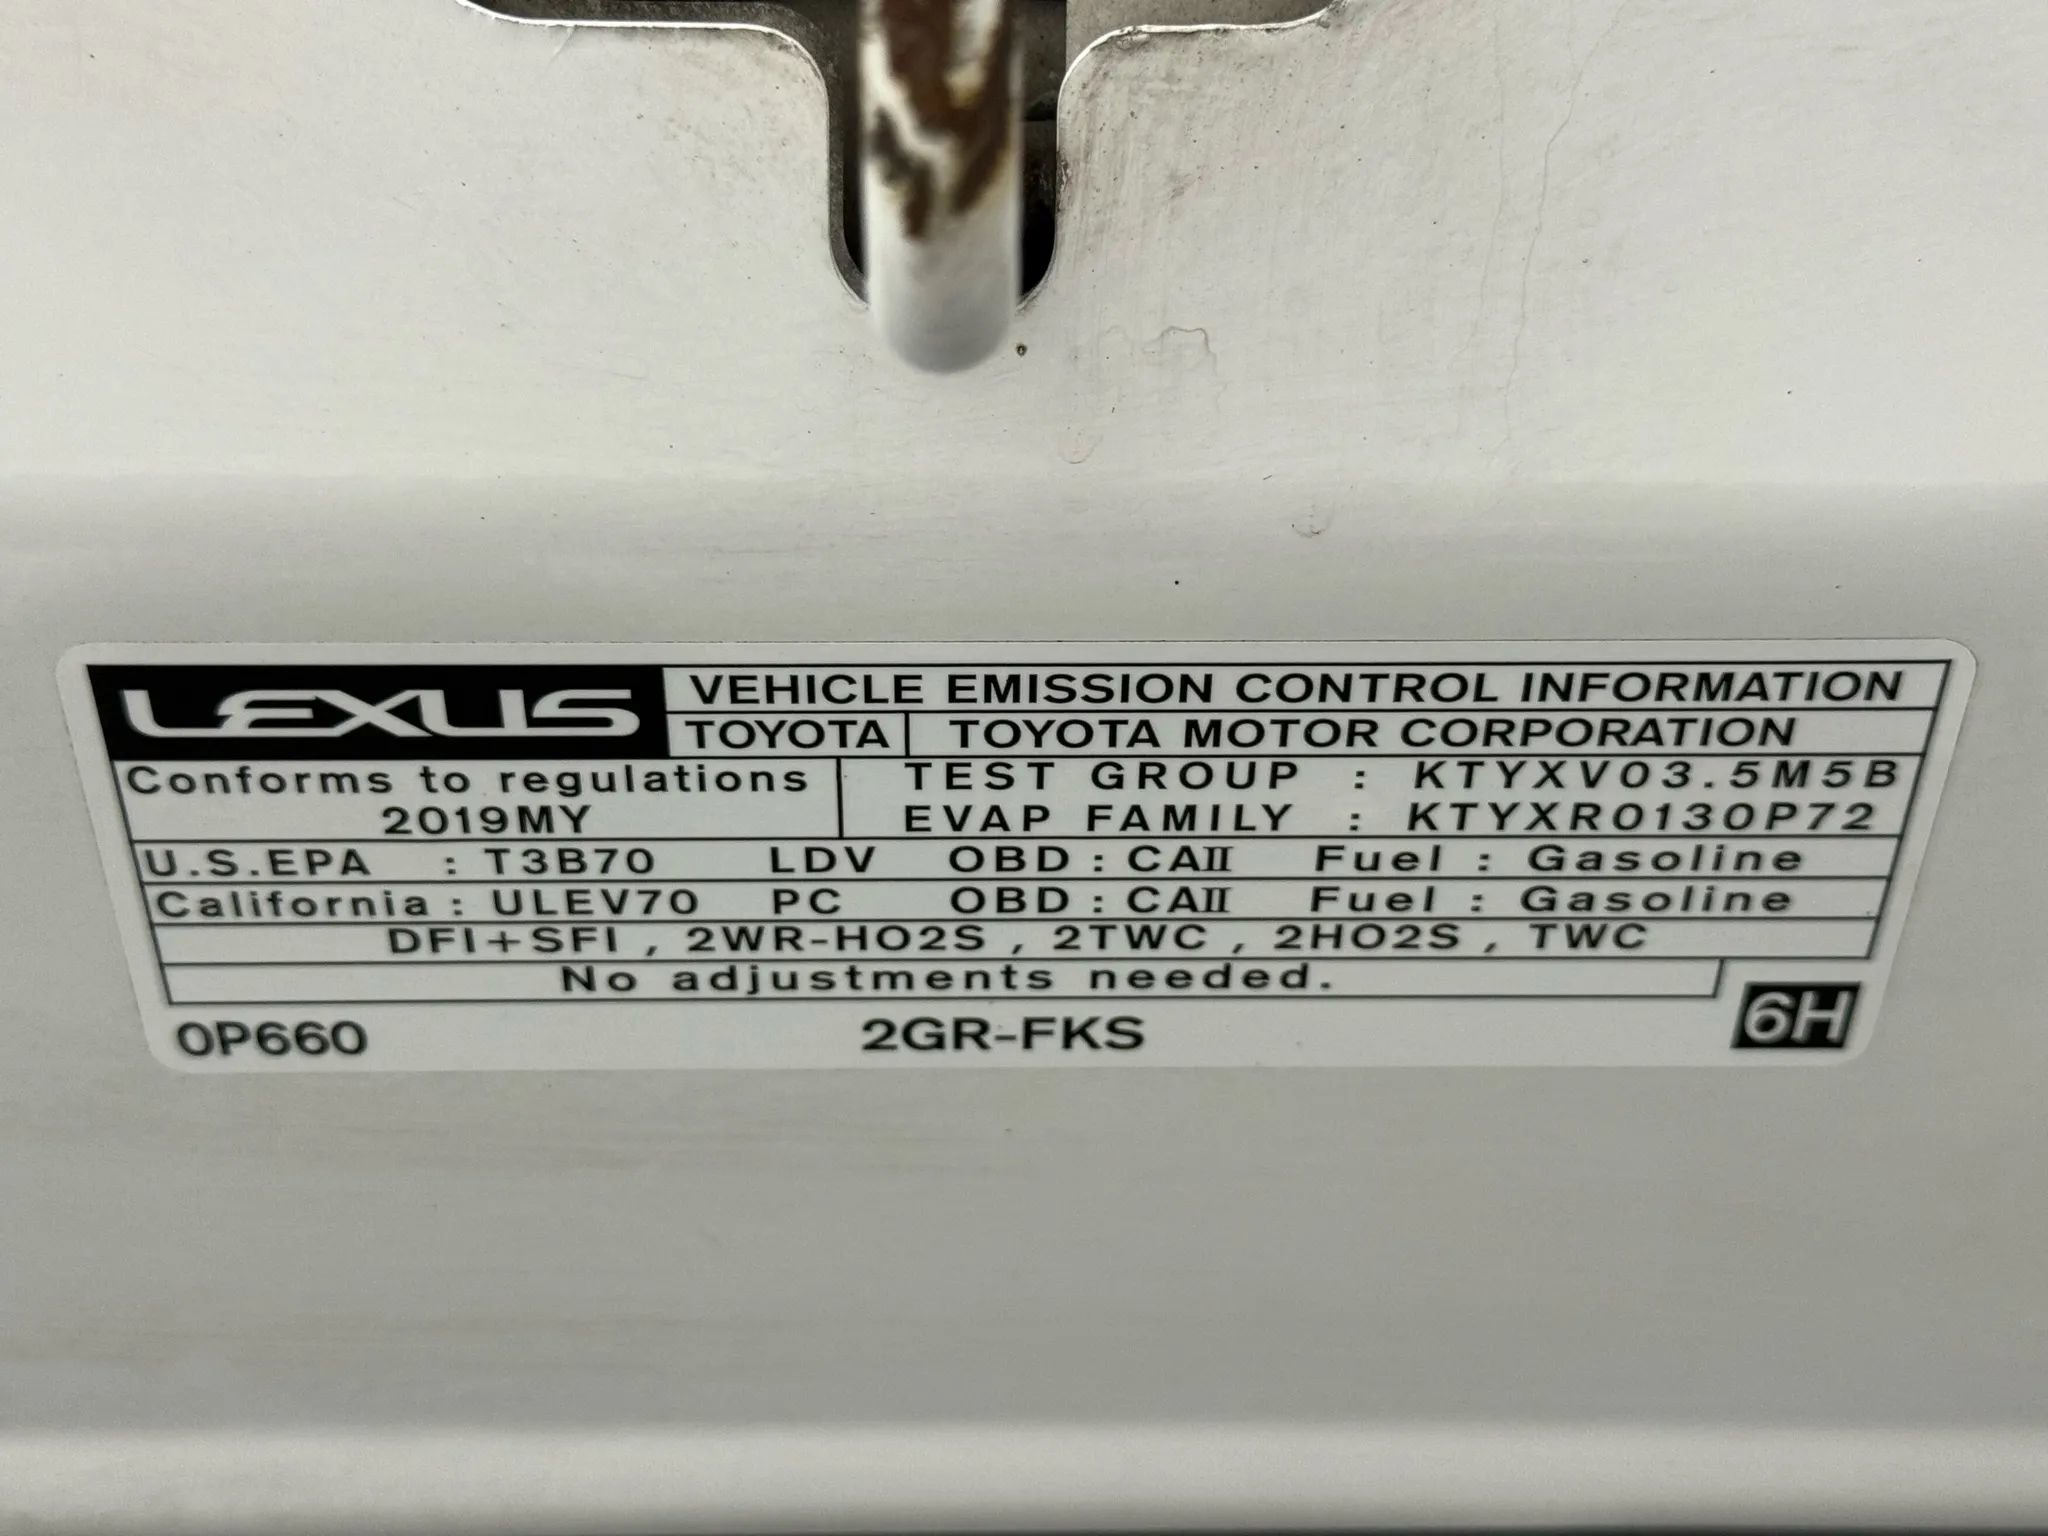 LEXUS VEHICLE EMISSION CONTROL INFORMATION
TOYOTA TOYOTA MOTOR CORPORATION
Conforms to regulations TEST GROUP : KTYXV03.5M5B
2019MY EVAP FAMILY : KTYXR0130P72
U.S.EPA : T3B70 LDV OBD : CAII Fuel : Gasoline
California : ULEV70 PC OBD : CAII Fuel : Gasoline
DFI+SFI , 2WR-HO2S , 2TWC , 2HO2S , TWC
No adjustments needed.
0P660 2GR-FKS 6H